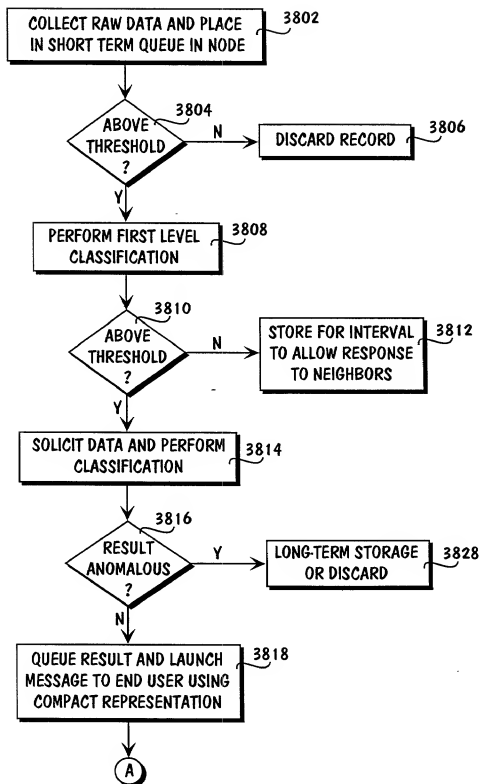 COLLECT RAW DATA AND PLACE
IN SHORT TERM QUEUE IN NODE
3802
ABOVE
THRESHOLD
?
3804
N
DISCARD RECORD
3806
Y
PERFORM FIRST LEVEL
CLASSIFICATION
3808
ABOVE
THRESHOLD
?
3810
N
STORE FOR INTERVAL
TO ALLOW RESPONSE
TO NEIGHBORS
3812
Y
SOLICIT DATA AND PERFORM
CLASSIFICATION
3814
RESULT
ANOMALOUS
?
3816
Y
LONG-TERM STORAGE
OR DISCARD
3828
N
QUEUE RESULT AND LAUNCH
MESSAGE TO END USER USING
COMPACT REPRESENTATION
3818
A